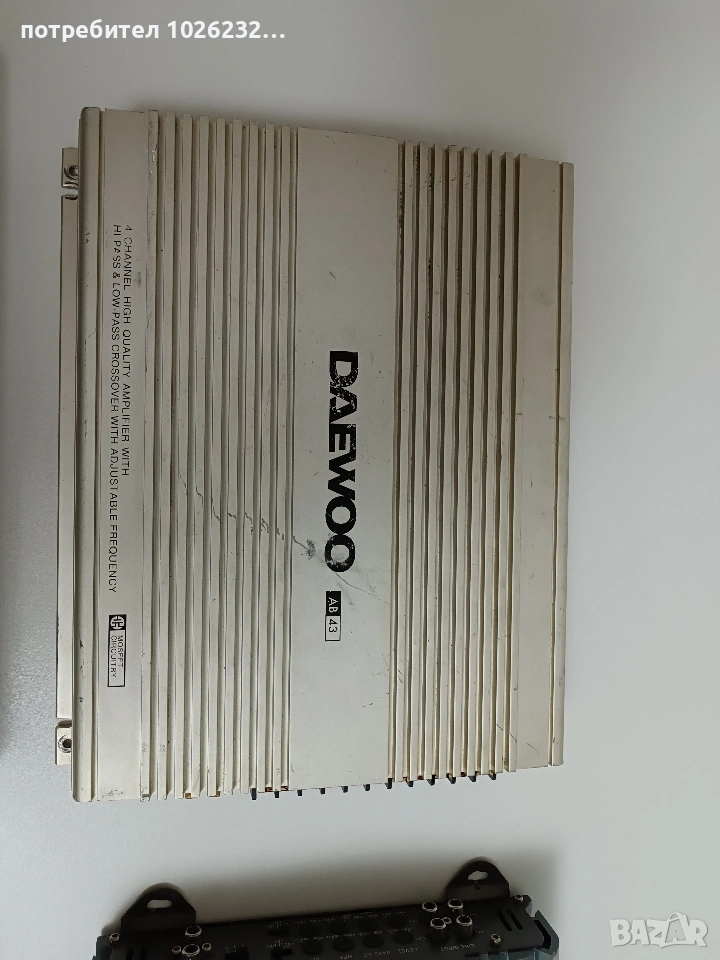 потребител 1026232...
4 CHANNEL HIGH QUALITY AMPLIFIER WITH
HI PASS & LOW-PASS CROSSOVER WITH ADJUSTABLE FREQUENCY
MOSFET
CIRCUITRY
DAEWOO
AB 43
BAZAR